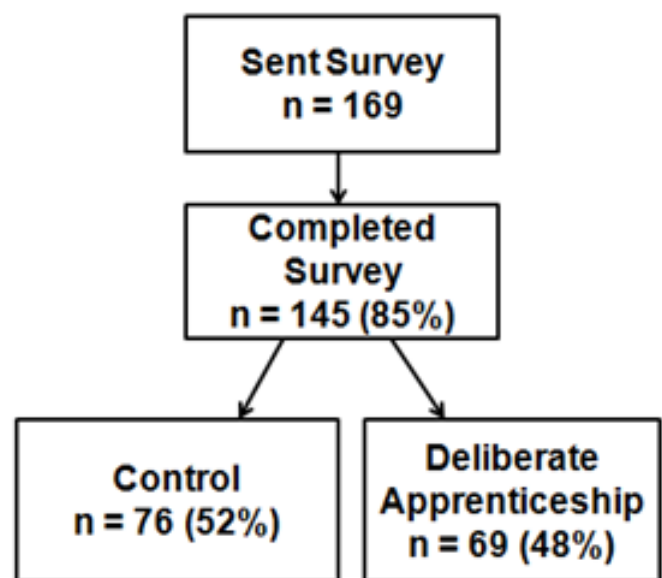 Sent Survey
n = 169
Completed
Survey
n = 145 (85%)
Control
n = 76 (52%)
Deliberate
Apprenticeship
n = 69 (48%)